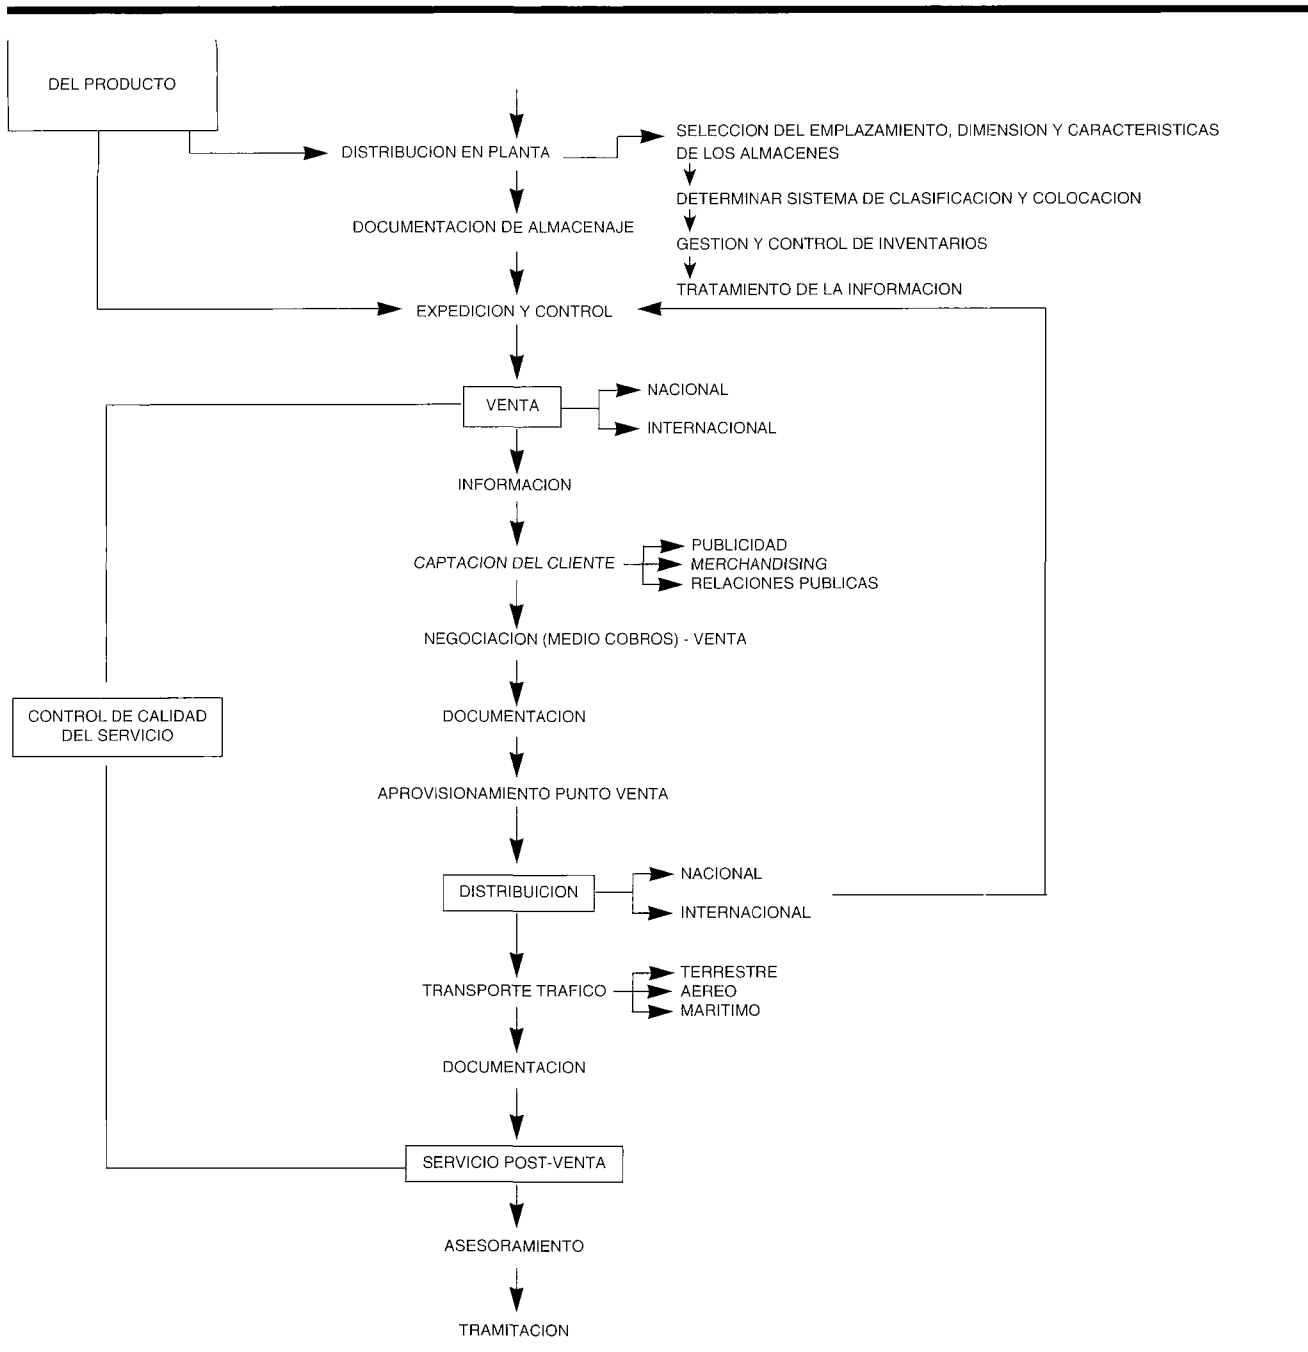 DEL PRODUCTO
DISTRIBUCION EN PLANTA
SELECCION DEL EMPLAZAMIENTO, DIMENSION Y CARACTERISTICAS
DE LOS ALMACENES
DETERMINAR SISTEMA DE CLASIFICACION Y COLOCACION
DOCUMENTACION DE ALMACENAJE
GESTION Y CONTROL DE INVENTARIOS
TRATAMIENTO DE LA INFORMACION
EXPEDICION Y CONTROL
VENTA
NACIONAL
INTERNACIONAL
INFORMACION
CAPTACION DEL CLIENTE
PUBLICIDAD
MERCHANDISING
RELACIONES PUBLICAS
NEGOCIACION (MEDIO COBROS) - VENTA
DOCUMENTACION
CONTROL DE CALIDAD
DEL SERVICIO
APROVISIONAMIENTO PUNTO VENTA
DISTRIBUICION
NACIONAL
INTERNACIONAL
TRANSPORTE TRAFICO
TERRESTRE
AEREO
MARITIMO
DOCUMENTACION
SERVICIO POST-VENTA
ASESORAMIENTO
TRAMITACION